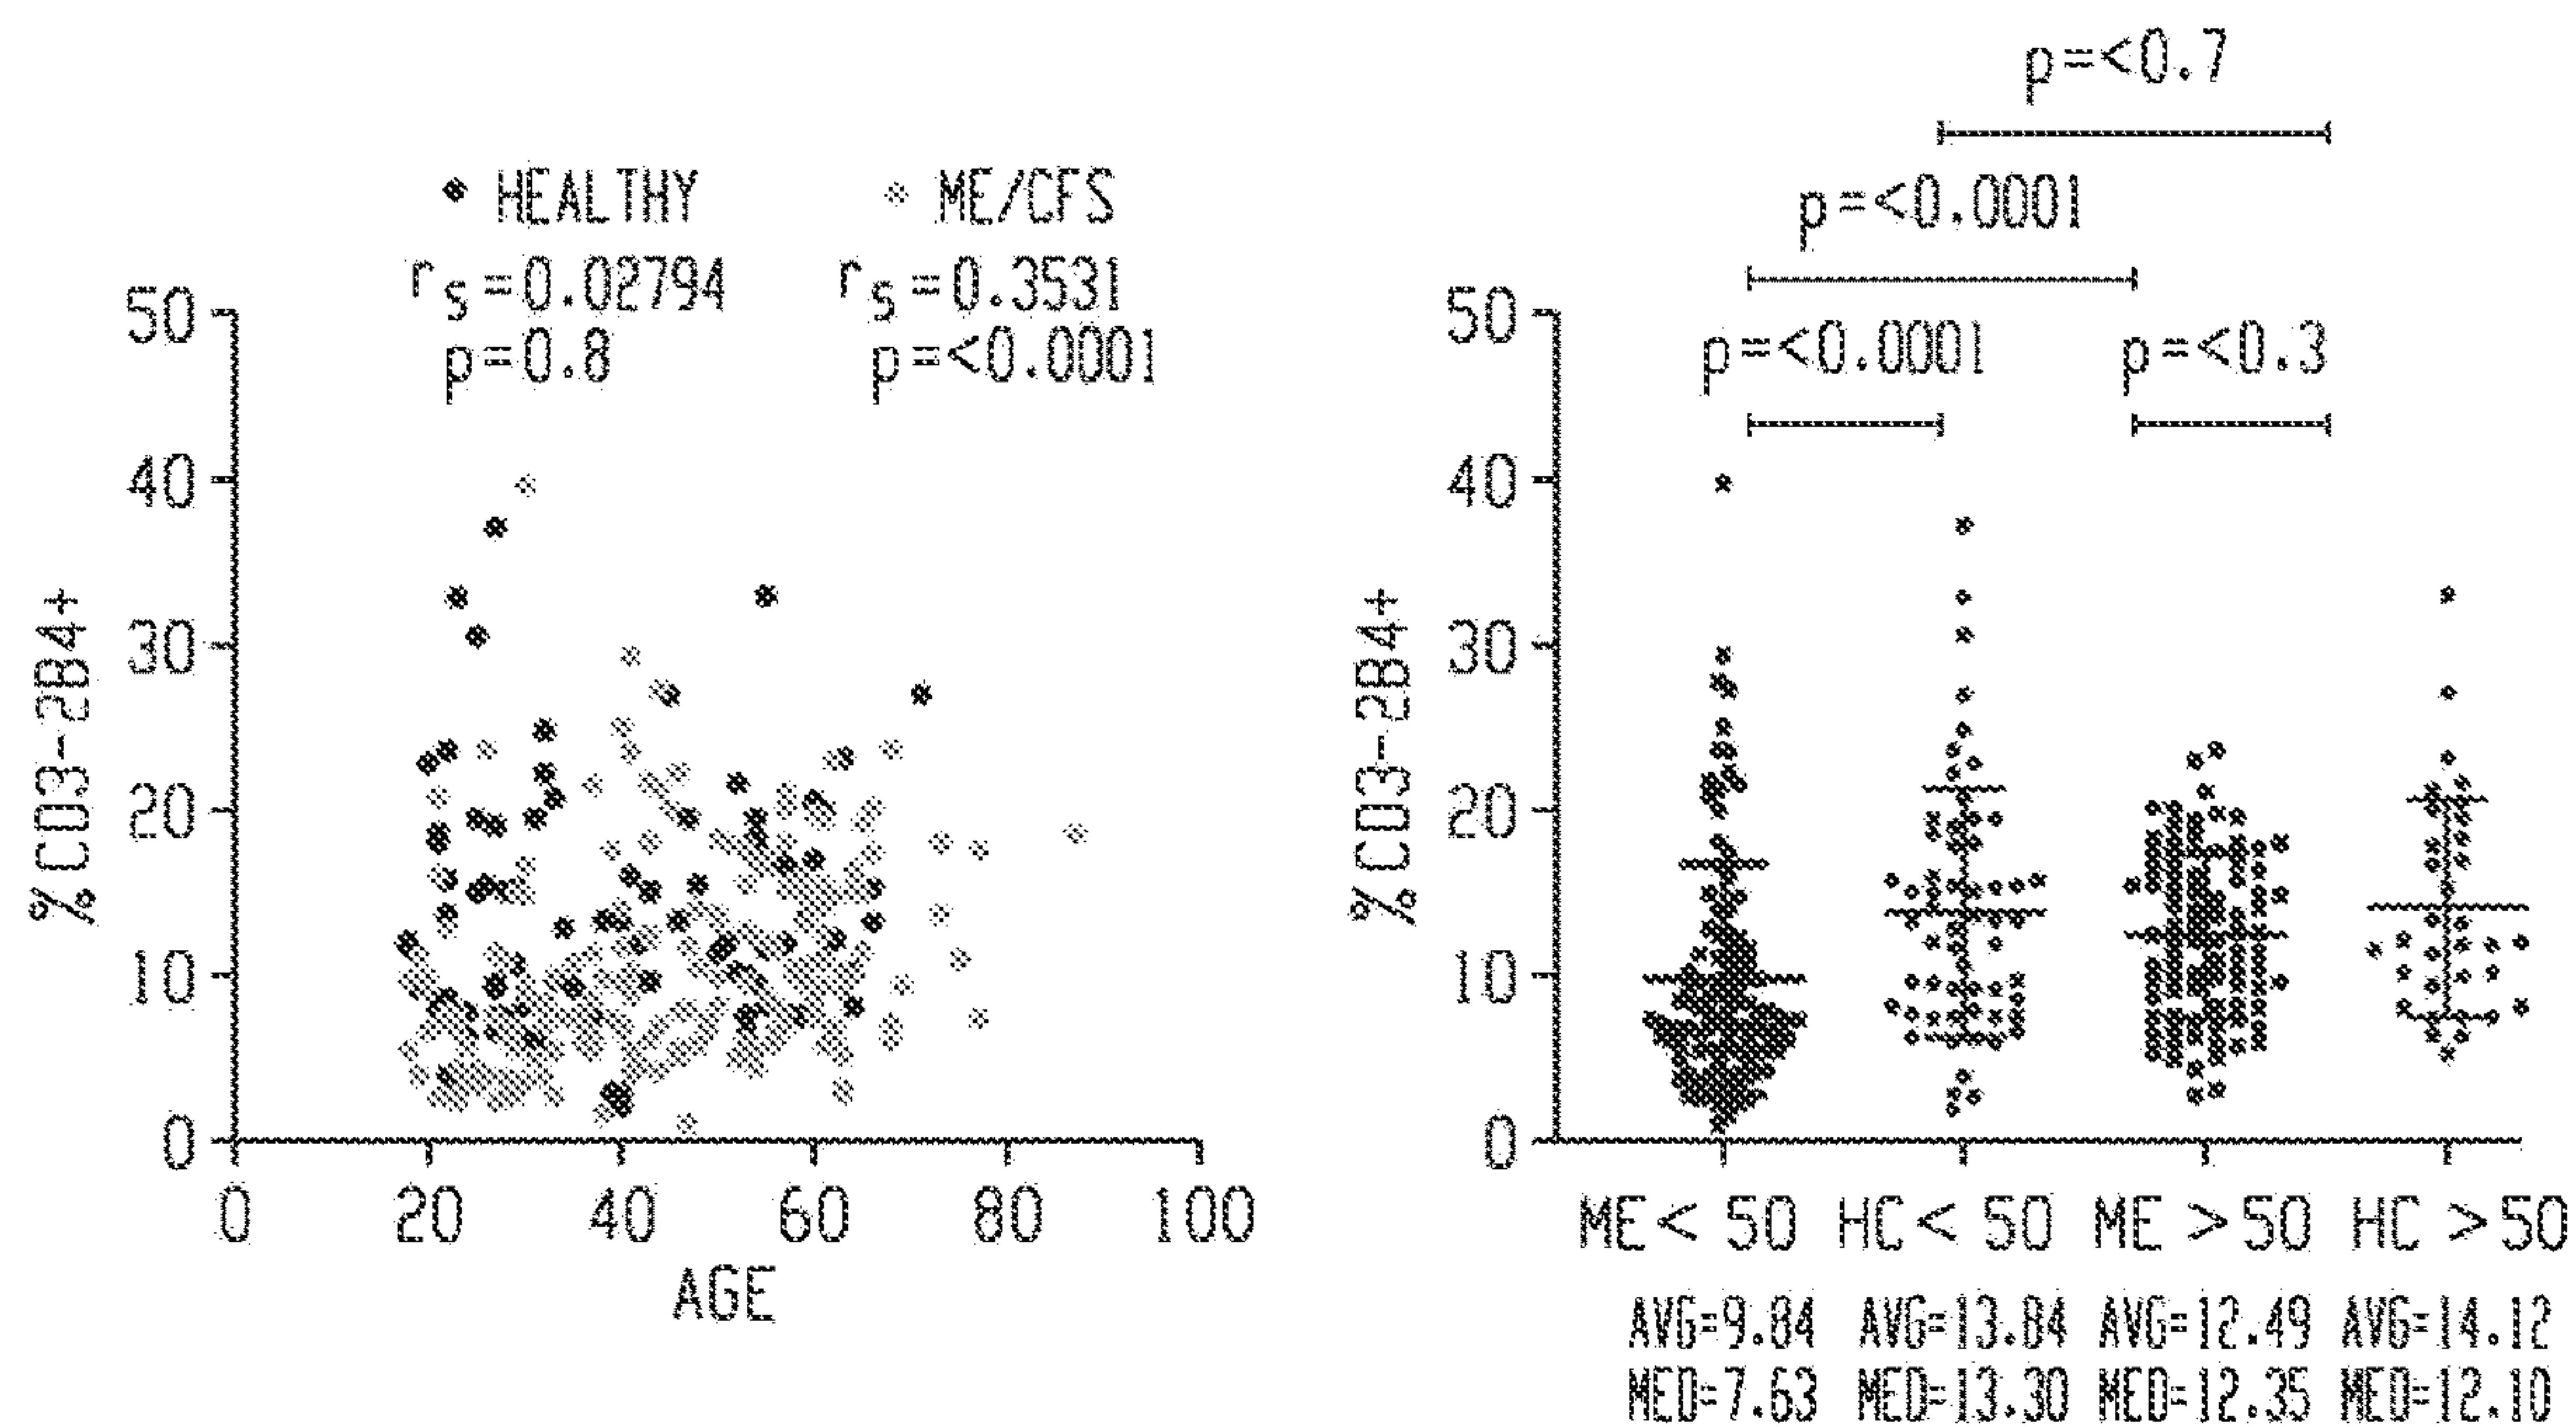 HEALTHY ME/CFS
rs=0.02794 rs=0.3531
p=0.8 p=<0.0001
50
40
30
20
10
0
%CD3-2B4+
0 20 40 60 80 100
AGE
p=<0.7
p=<0.0001
p=<0.0001 p=<0.3
50
40
30
20
10
0
%CD3-2B4+
ME< 50 HC< 50 ME >50 HC >50
AVG=9.84 AVG=13.84 AVG=12.49 AVG=14.12
MED=7.63 MED=13.30 MED=12.35 MED=12.10